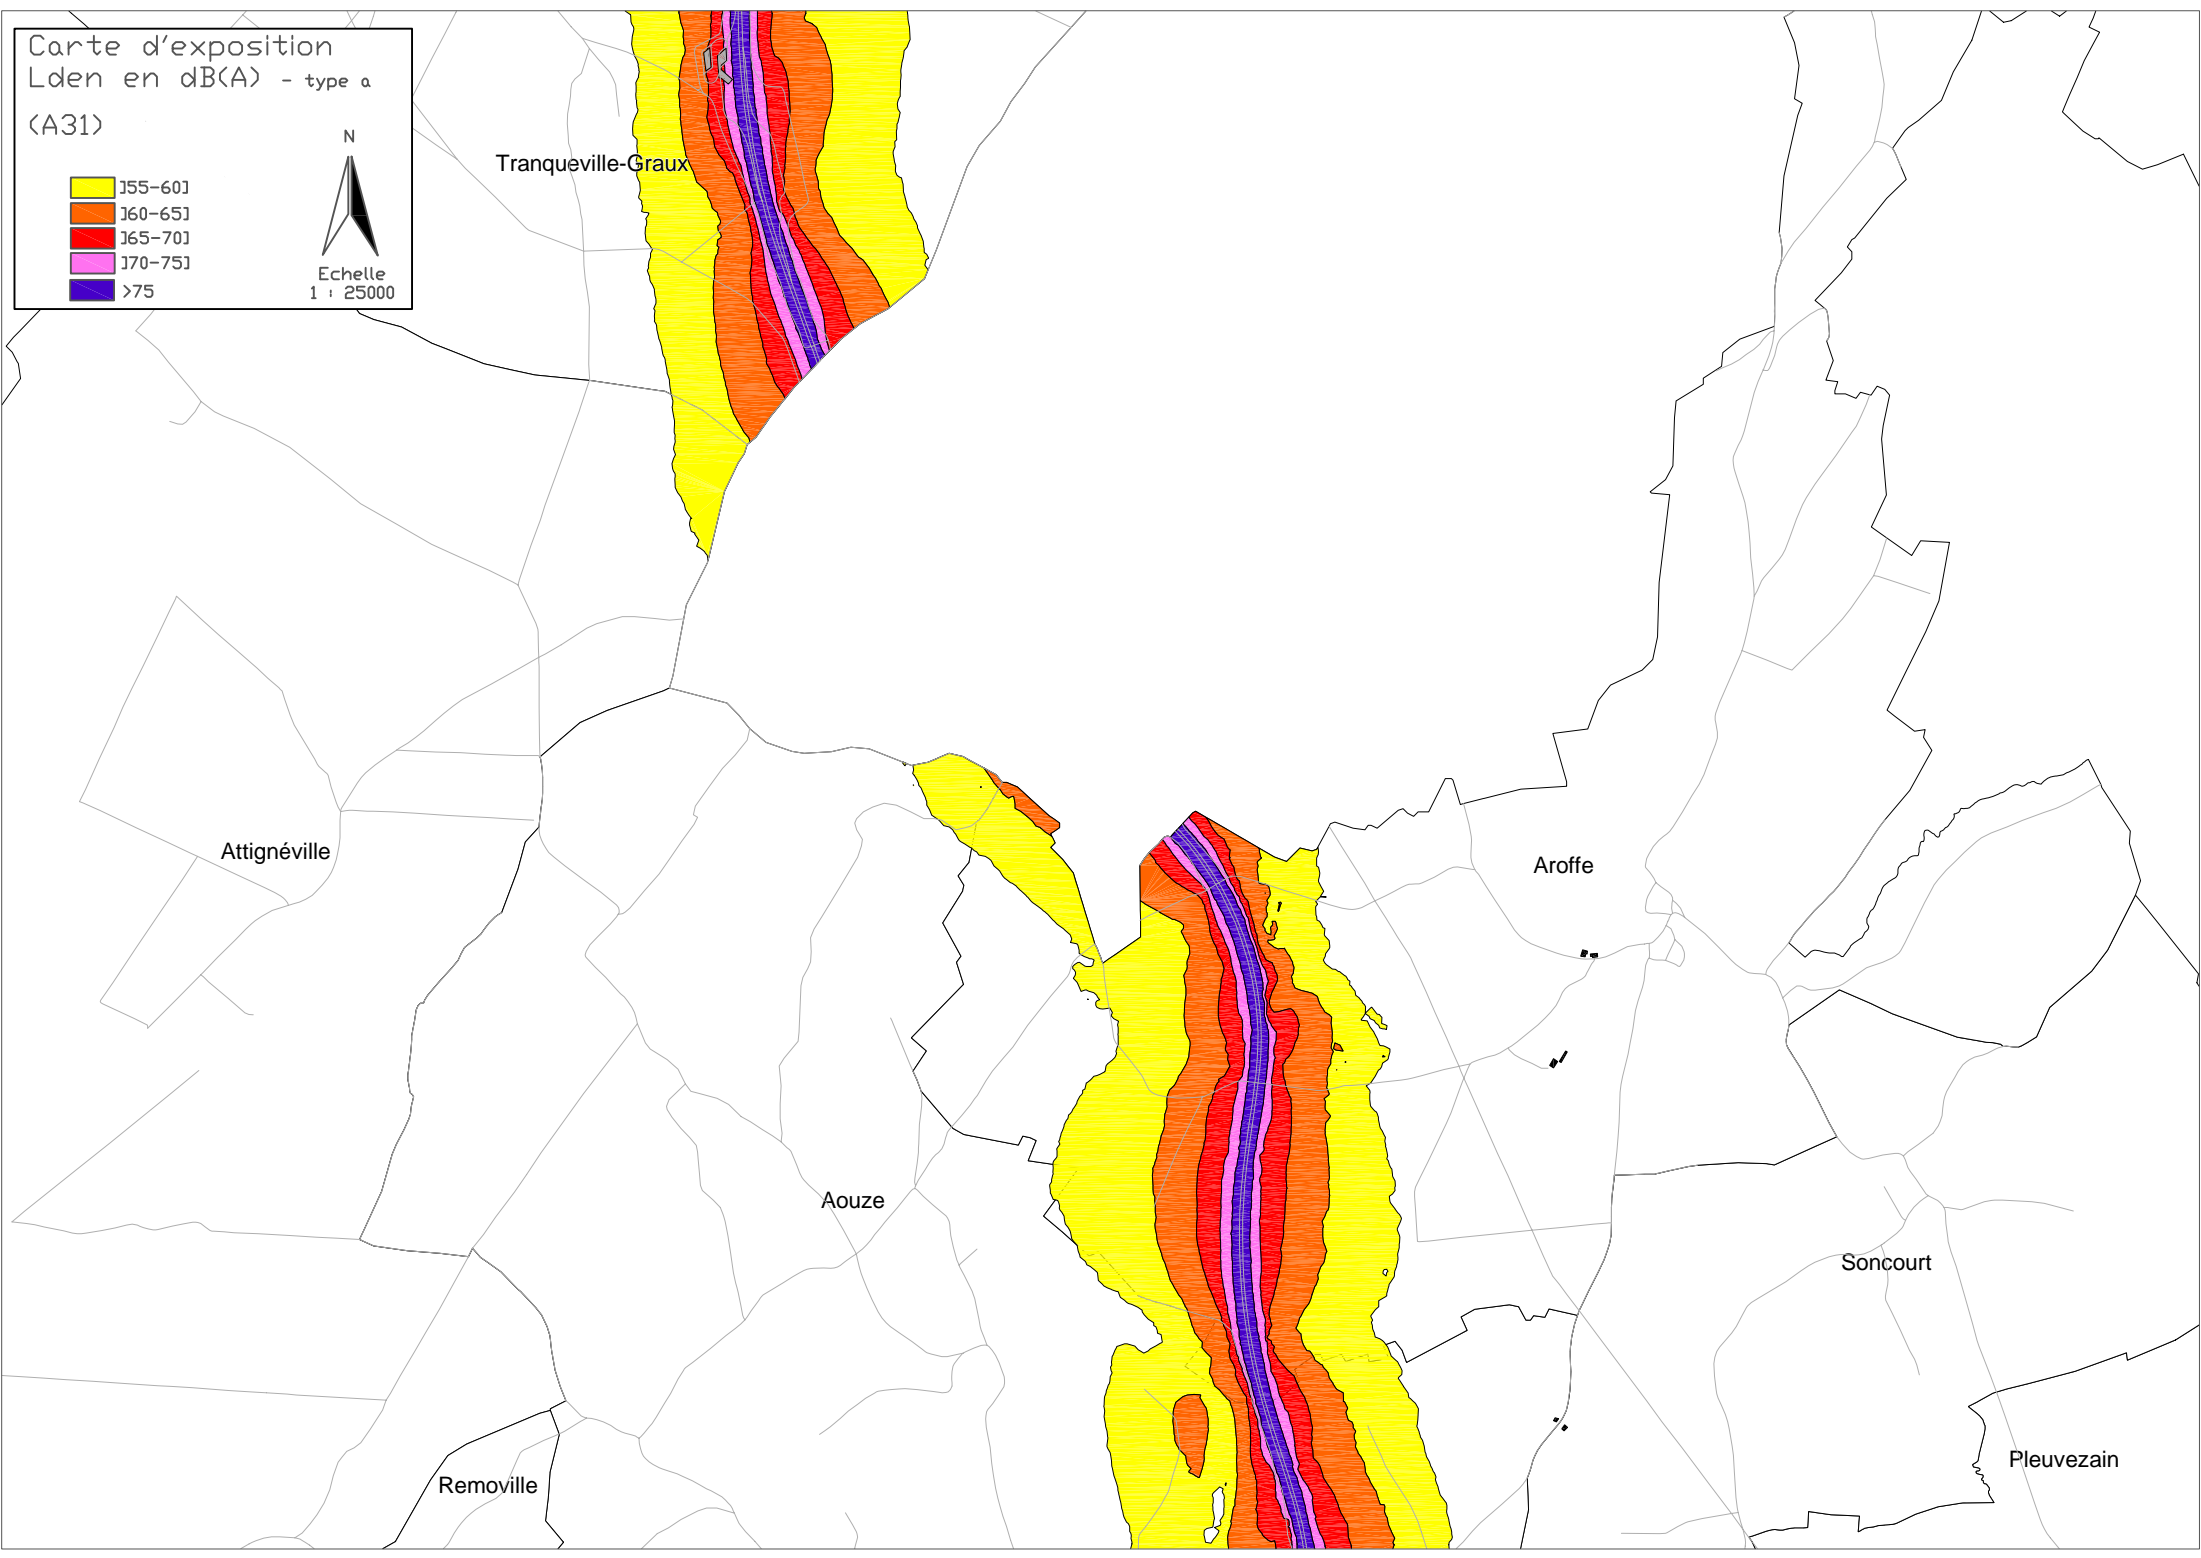 Carte d'exposition
Lden en dB(A) - type a
(A31)
N
]55-60]
]60-65]
]65-70]
]70-75]
>75
Echelle
1 : 25000
Tranqueville-Graux
Attignéville
Aroffe
Aouze
Soncourt
Removille
Pleuvezain